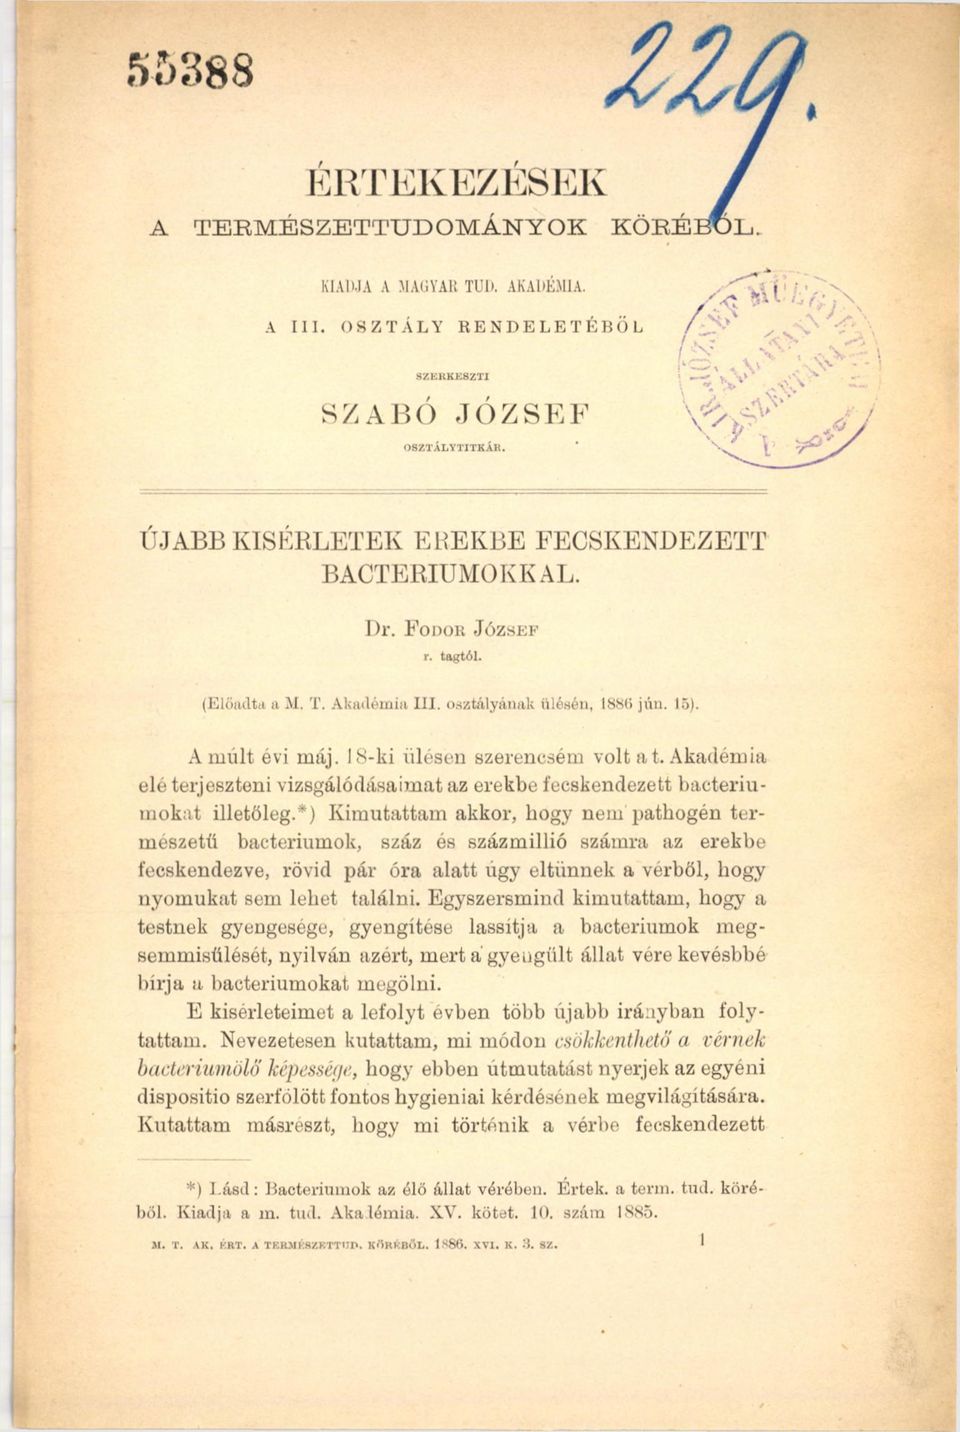 55388
229.
ÉRTEKEZÉSEK
A TERMÉSZETTUDOMÁNYOK KÖRÉBŐL.
KIADJA A MAGYAR TUD. AKADÉMIA.
A III. OSZTÁLY RENDELETÉBŐL
SZERKESZTI
SZABÓ JÓZSEF
OSZTÁLYTITKÁR.
KIR. JÓZSEF MŰEGYETEM
ÁLLATTANI
SZERTÁRA
ÚJABB KISÉRLETEK EREKBE FECSKENDEZETT
BACTERIUMOKKAL.
Dr. FODOR JÓZSEF
r. tagtól.
(Előadta a M. T. Akadémia III. osztályának ülésén, 1886 jún. 15).
A múlt évi máj. 18-ki ülésen szerencsém volt a t. Akadémia
elé terjeszteni vizsgálódásaimat az erekbe fecskendezett bacteriu-
mokat illetőleg.*) Kimutattam akkor, hogy nem pathogén ter-
mészetű bacteriumok, száz és százmillió számra az erekbe
fecskendezve, rövid pár óra alatt úgy eltünnek a vérből, hogy
nyomukat sem lehet találni. Egyszersmind kimutattam, hogy a
testnek gyengesége, gyengítése lassítja a bacteriumok meg-
semmisűlését, nyilván azért, mert a gyengűlt állat vére kevésbbé
bírja a bacteriumokat megölni.
E kisérleteimet a lefolyt évben több újabb irányban foly-
tattam. Nevezetesen kutattam, mi módon csökkenthető a vérnek
bacteriumölő képessége, hogy ebben útmutatást nyerjek az egyéni
dispositio szerfölött fontos hygieniai kérdésének megvilágítására.
Kutattam másrészt, hogy mi történik a vérbe fecskendezett
*) Lásd: Bacteriumok az élő állat vérében. Értek. a term. tud. köré-
ből. Kiadja a m. tud. Akadémia. XV. kötet. 10. szám 1885.
M. T. AK. ÉRT. A TERMÉSZETTUD. KÖRÉBŐL. 1886. XVI. K. 3. SZ. 1